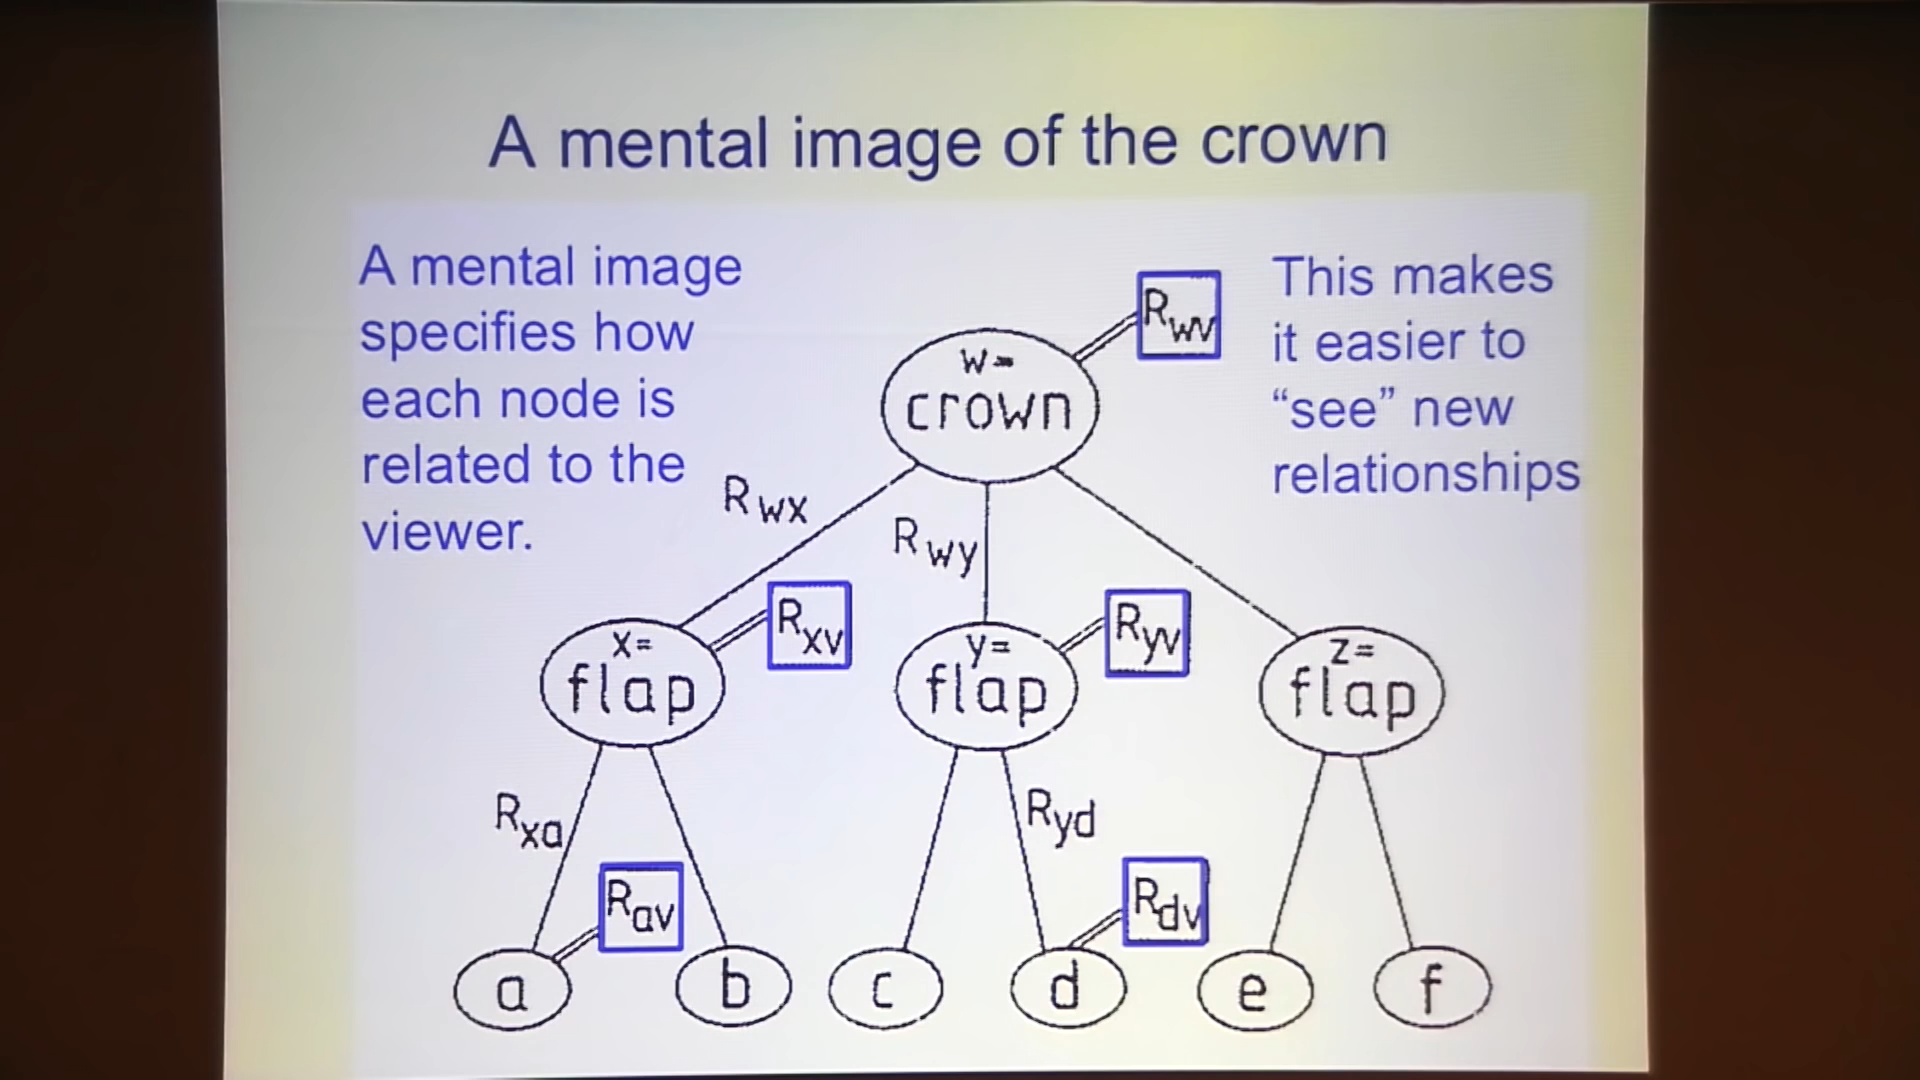 A mental image of the crown
A mental image
specifies how
each node is
related to the
viewer.
This makes
it easier to
“see” new
relationships
Rwv
w=
crown
Rwx
Rwy
x=
flap
Rxv
y=
flap
Ryv
z=
flap
Rxa
Ryd
Rav
Rdv
a
b
c
d
e
f